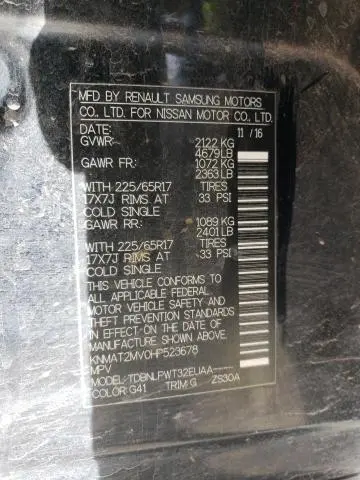 MFD BY RENAULT SAMSUNG MOTORS
CO., LTD. FOR NISSAN MOTOR CO., LTD.
DATE: 11 / 16
GVWR: 2122 KG
4679 LB
GAWR FR: 1072 KG
2363 LB
WITH 225/65R17 TIRES
17X7J RIMS AT 33 PSI
COLD SINGLE
GAWR RR: 1089 KG
2401 LB
WITH 225/65R17 TIRES
17X7J RIMS AT 33 PSI
COLD SINGLE
THIS VEHICLE CONFORMS TO
ALL APPLICABLE U.S. FEDERAL
MOTOR VEHICLE SAFETY AND
THEFT PREVENTION STANDARDS
IN EFFECT ON THE DATE OF
MANUFACTURE SHOWN ABOVE.
KNMAT2MV0HP523678
MPV
MODEL: TDBNLPWT32EUAA-----
COLOR: G41 TRIM: G ZS30A